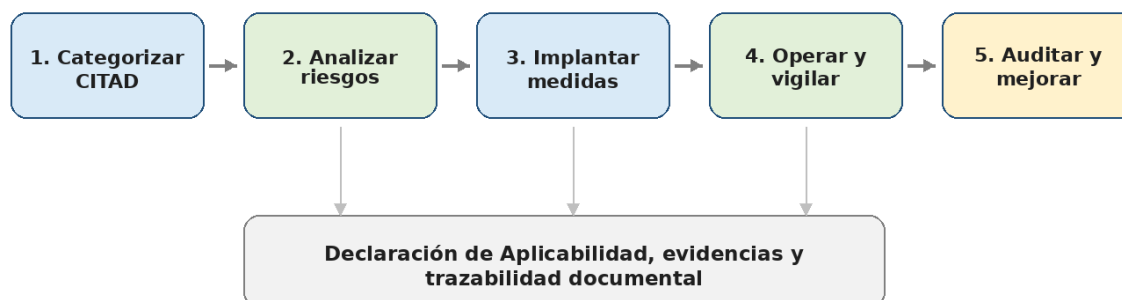 1. Categorizar
CITAD
2. Analizar
riesgos
3. Implantar
medidas
4. Operar y
vigilar
5. Auditar y
mejorar
Declaración de Aplicabilidad, evidencias y
trazabilidad documental